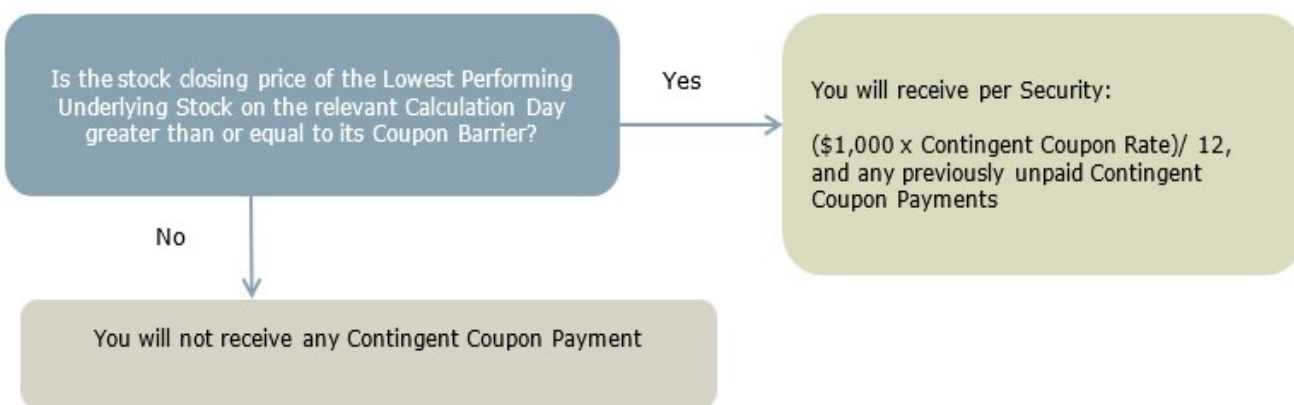 Is the stock closing price of the Lowest Performing
Underlying Stock on the relevant Calculation Day
greater than or equal to its Coupon Barrier?
Yes
You will receive per Security:
($1,000 x Contingent Coupon Rate)/ 12,
and any previously unpaid Contingent
Coupon Payments
No
You will not receive any Contingent Coupon Payment